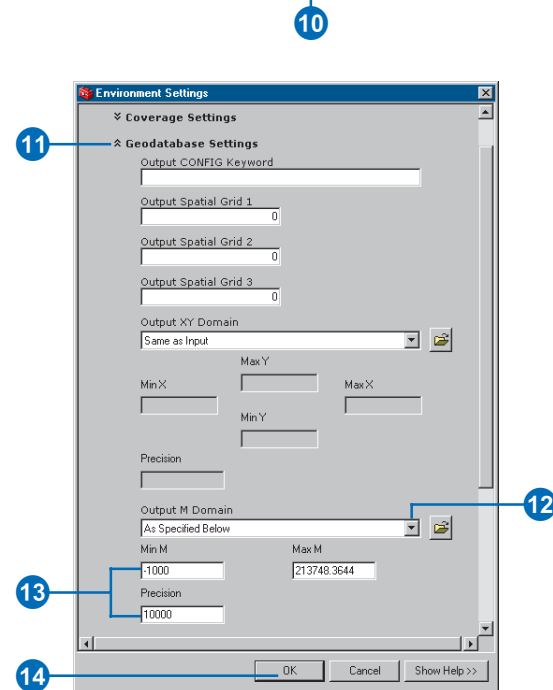 10
Environment Settings
Coverage Settings
11
Geodatabase Settings
Output CONFIG Keyword
Output Spatial Grid 1
0
Output Spatial Grid 2
0
Output Spatial Grid 3
0
Output XY Domain
Same as Input
Max Y
Min X Max X
Min Y
Precision
Output M Domain
12
As Specified Below
Min M Max M
-1000 213748.3644
13
Precision
10000
14
OK Cancel Show Help >>